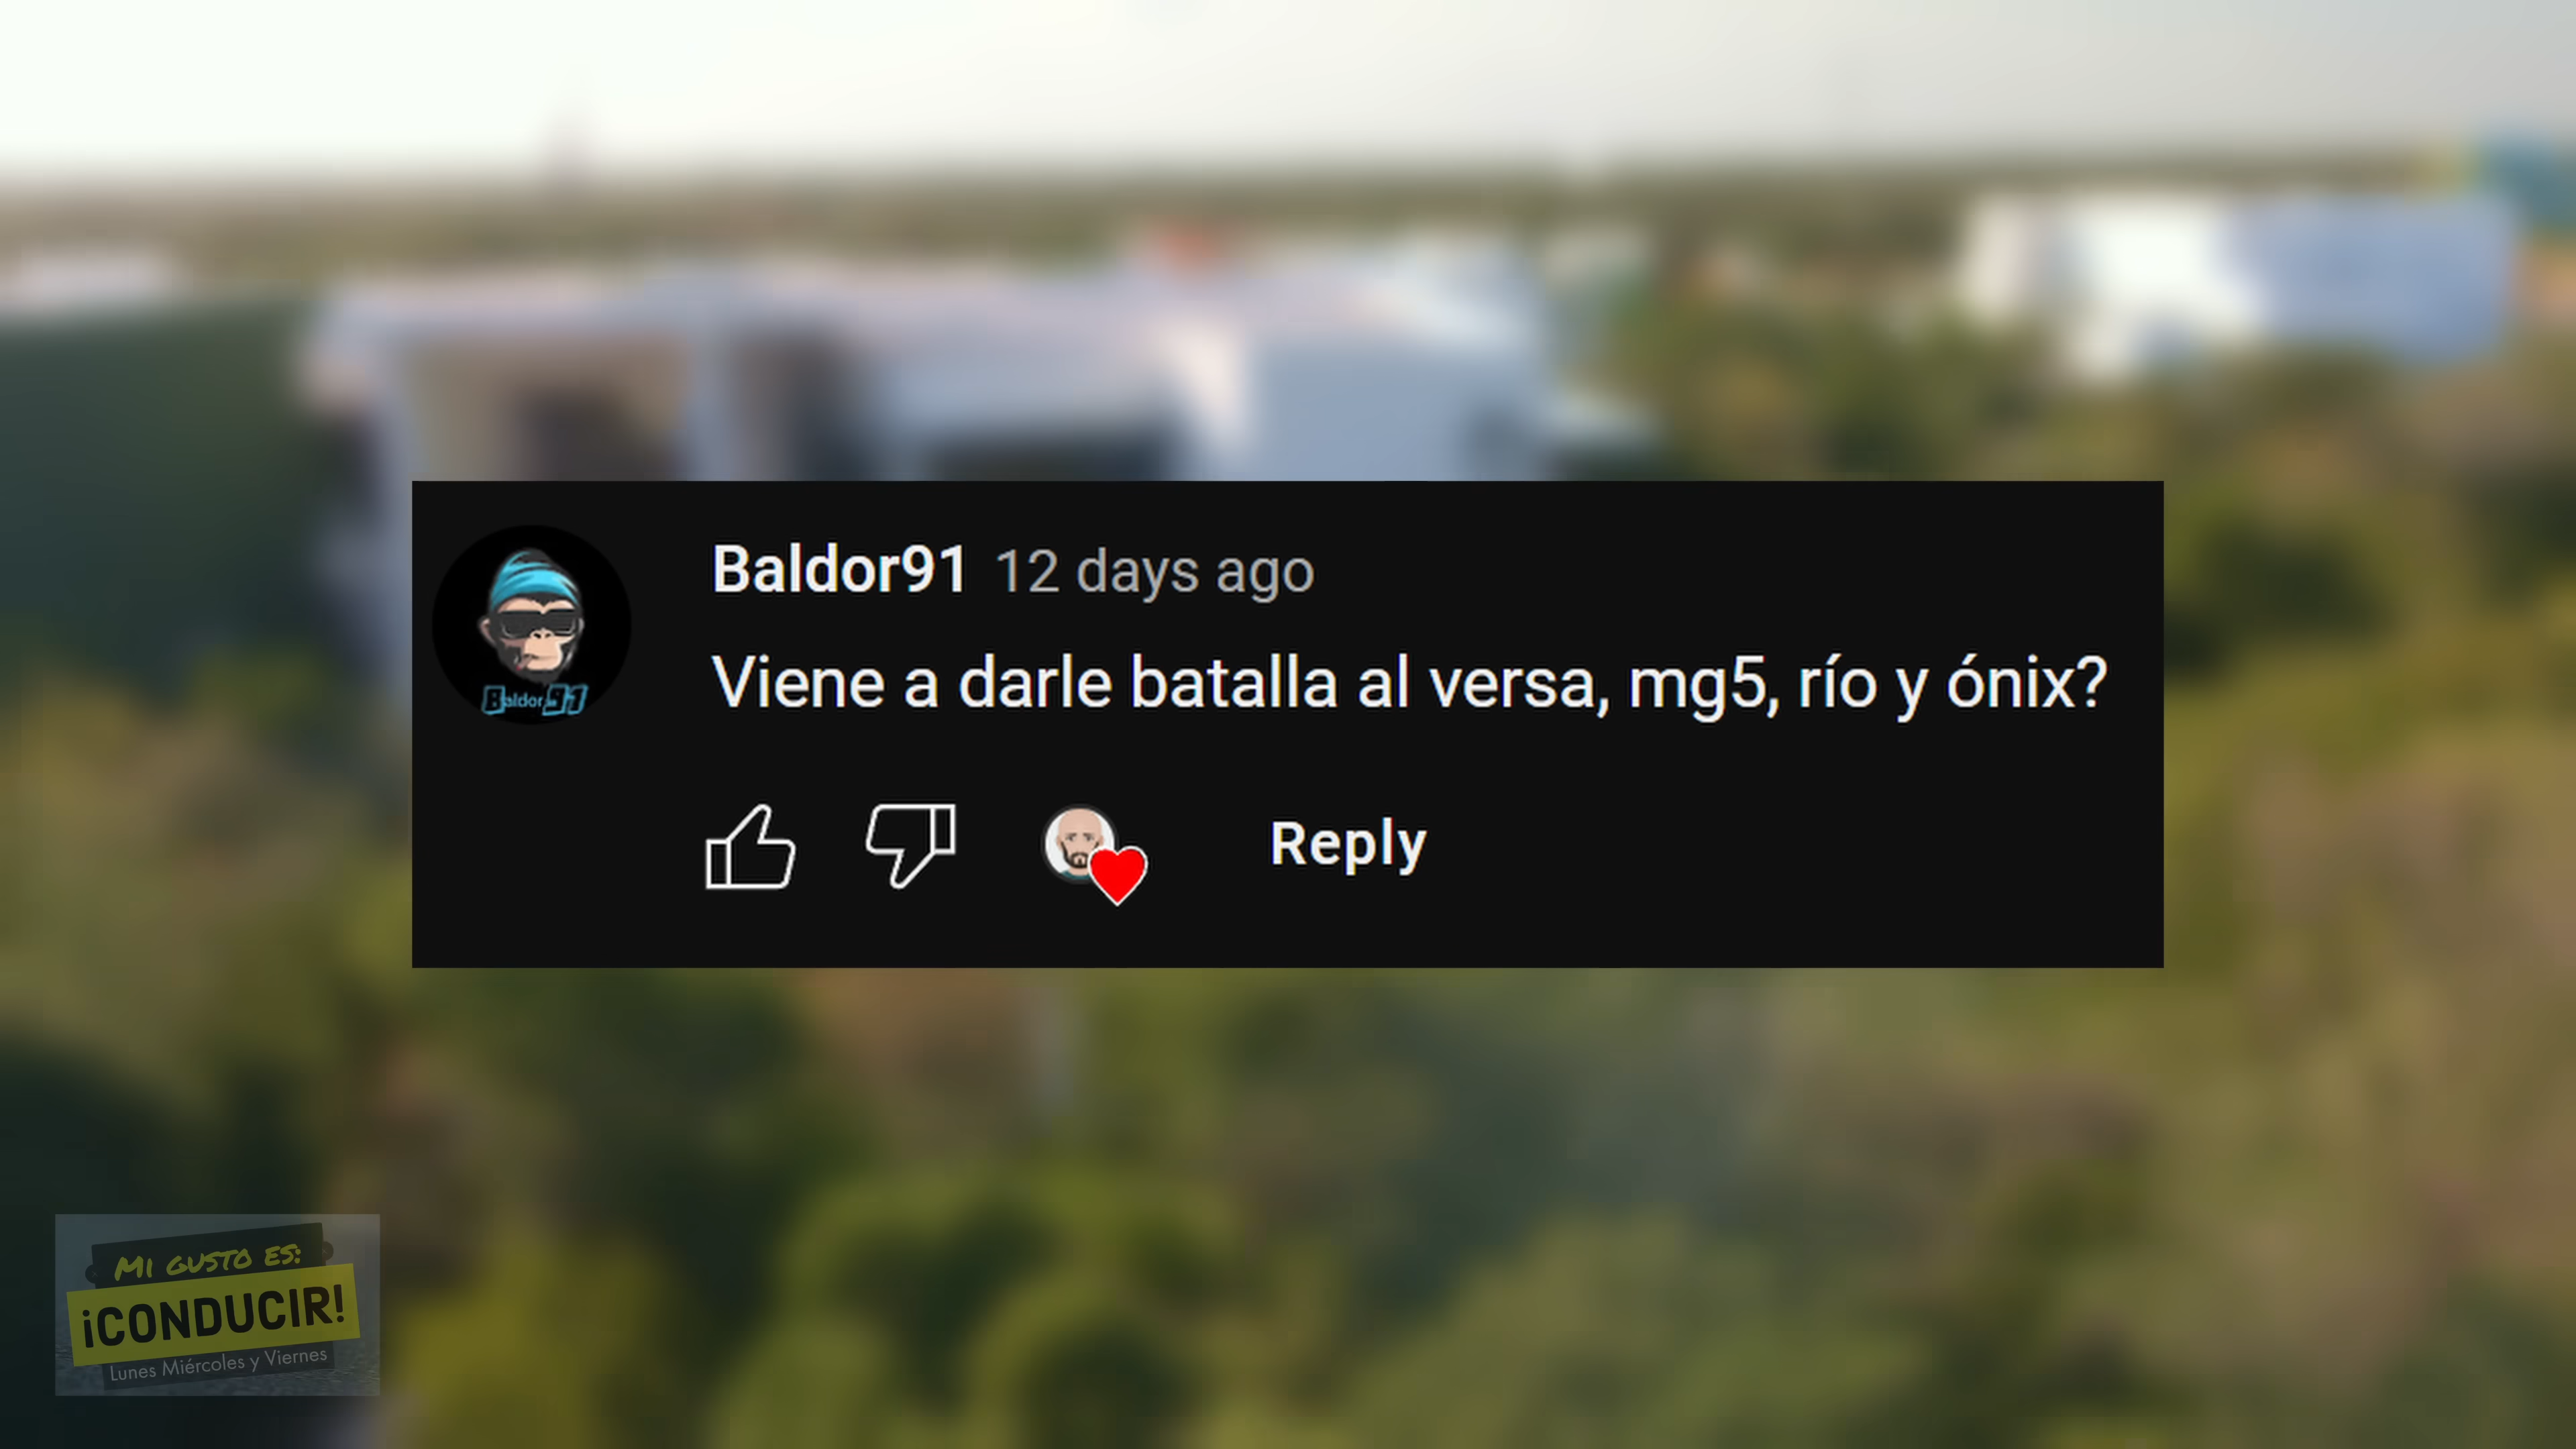 Baldor91 12 days ago
Viene a darle batalla al versa, mg5, río y ónix?
Baldor91
Reply
MI GUSTO ES:
¡CONDUCIR!
Lunes Miércoles y Viernes